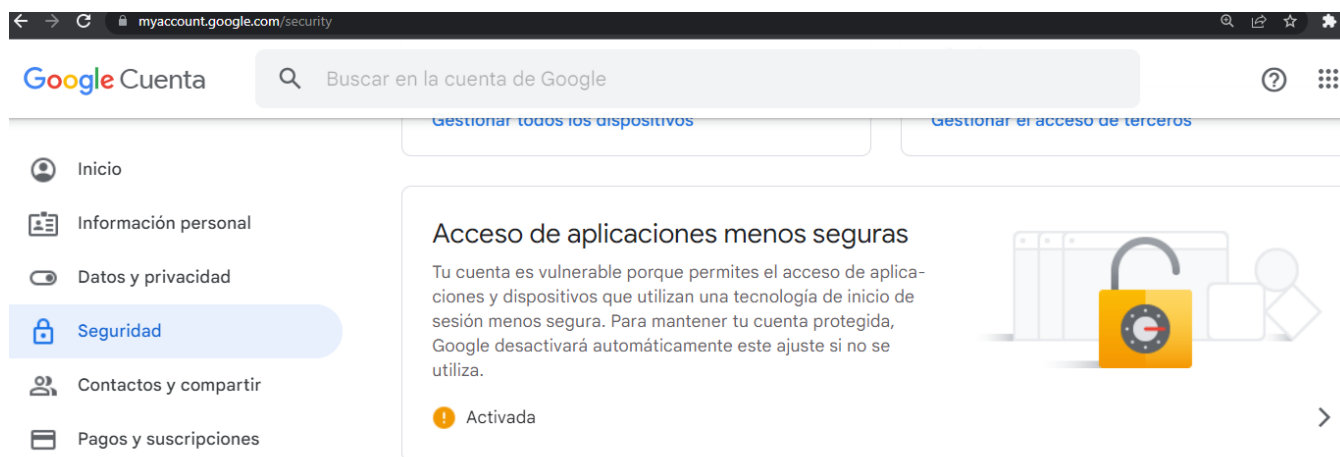 myaccount.google.com/security
Google Cuenta
Buscar en la cuenta de Google
Gestionar todos los dispositivos
Gestionar el acceso de terceros
Inicio
Información personal
Datos y privacidad
Seguridad
Contactos y compartir
Pagos y suscripciones
Acceso de aplicaciones menos seguras
Tu cuenta es vulnerable porque permites el acceso de aplica-
ciones y dispositivos que utilizan una tecnología de inicio de
sesión menos segura. Para mantener tu cuenta protegida,
Google desactivará automáticamente este ajuste si no se
utiliza.
Activada